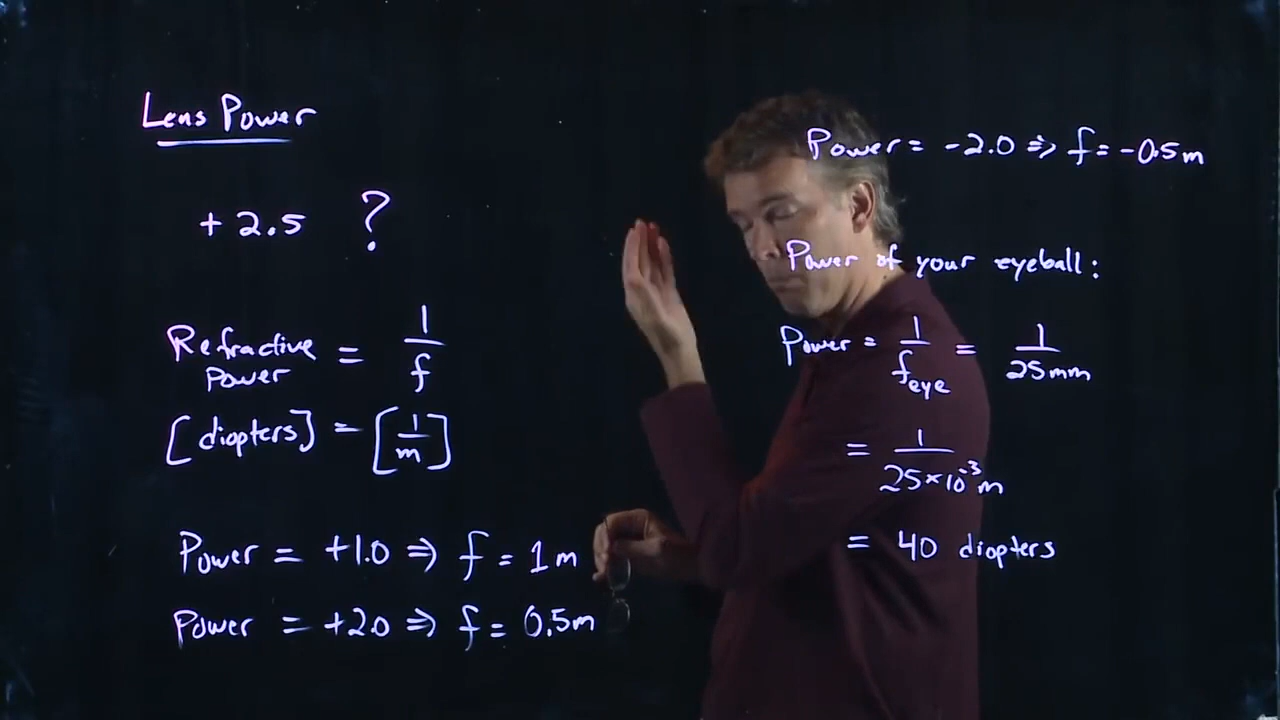 Lens Power
+ 2.5 ?
Refractive Power = 1/f
[diopters] = [1/m]
Power = +1.0 ⇒ f = 1m
Power = +2.0 ⇒ f = 0.5m
Power = -2.0 ⇒ f = -0.5m
Power of your eyeball:
Power = 1/f_eye = 1/25mm
= 1/25×10^-3 m
= 40 diopters